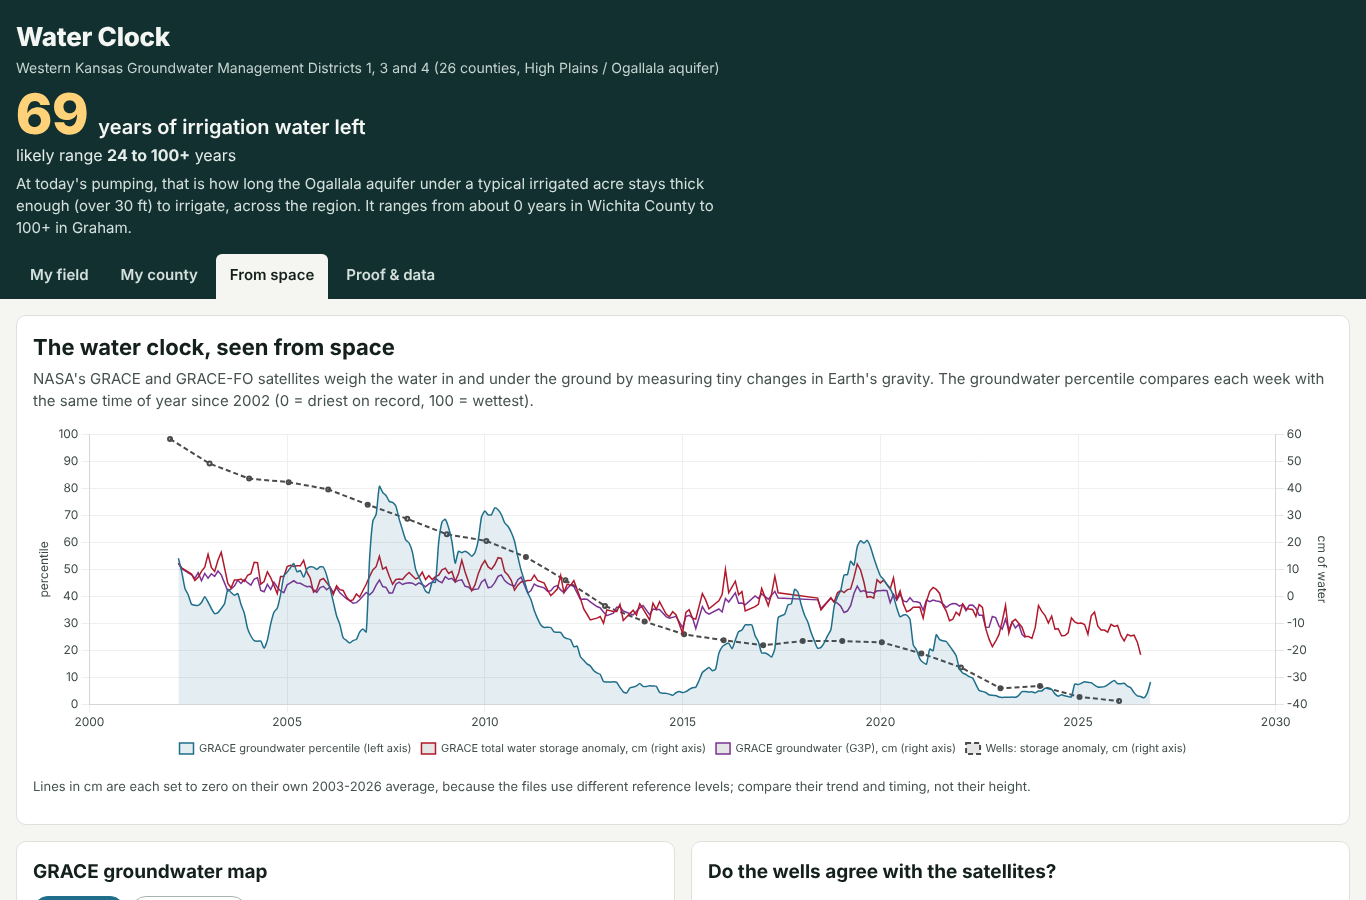 Water Clock
Western Kansas Groundwater Management Districts 1, 3 and 4 (26 counties, High Plains / Ogallala aquifer)
69 years of irrigation water left
likely range 24 to 100+ years
At today's pumping, that is how long the Ogallala aquifer under a typical irrigated acre stays thick
enough (over 30 ft) to irrigate, across the region. It ranges from about 0 years in Wichita County to
100+ in Graham.
My field My county From space Proof & data
The water clock, seen from space
NASA's GRACE and GRACE-FO satellites weigh the water in and under the ground by measuring tiny changes in Earth's gravity. The groundwater percentile compares each week with
the same time of year since 2002 (0 = driest on record, 100 = wettest).
100 60
90 50
80 40
70 30
60 20
50 10
40 0
30 -10
20 -20
10 -30
0 -40
percentile
cm of water
2000 2005 2010 2015 2020 2025 2030
GRACE groundwater percentile (left axis) GRACE total water storage anomaly, cm (right axis) GRACE groundwater (G3P), cm (right axis) Wells: storage anomaly, cm (right axis)
Lines in cm are each set to zero on their own 2003-2026 average, because the files use different reference levels; compare their trend and timing, not their height.
GRACE groundwater map
Do the wells agree with the satellites?